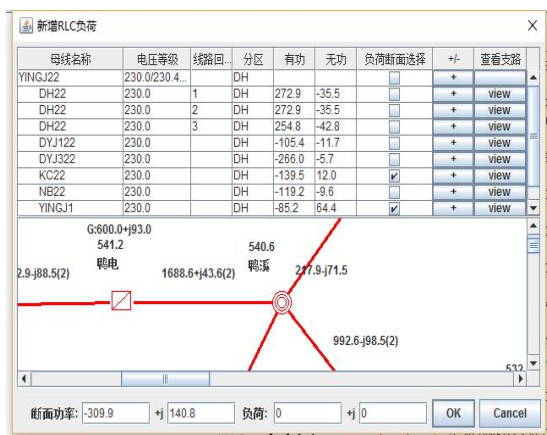 新增RLC负荷
母线名称 电压等级 线路回... 分区 有功 无功 负荷断面选择 +/- 查看支路
YINGJ22 230.0/230.4... DH +
DH22 230.0 1 DH 272.9 -35.5 + view
DH22 230.0 2 DH 272.9 -35.5 + view
DH22 230.0 3 DH 254.8 -42.8 + view
DYJ122 230.0 DH -105.4 -11.7 + view
DYJ322 230.0 DH -266.0 -5.7 + view
KC22 230.0 DH -139.5 12.0 + view
NB22 230.0 DH -119.2 -9.6 + view
YINGJ1 230.0 DH -85.2 64.4 + view
G:600.0+j93.0
541.2 540.6
鸭电 鸭溪
2.9-j88.5(2) 1688.6+j43.6(2) 217.9-j71.5
992.6-j98.5(2)
532
断面功率: -309.9 +j 140.8 负荷: 0 +j 0 OK Cancel